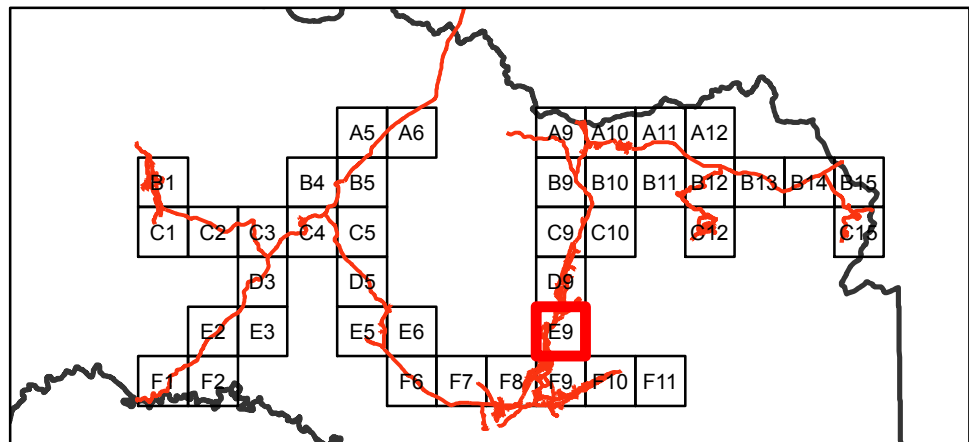 A5 A6 A9 A10 A11 A12
B1 B4 B5 B9 B10 B11 B12 B13 B14 B15
C1 C2 C3 C4 C5 C9 C10 C12 C15
D3 D5 D9
E2 E3 E5 E6 E9
F1 F2 F6 F7 F8 F9 F10 F11